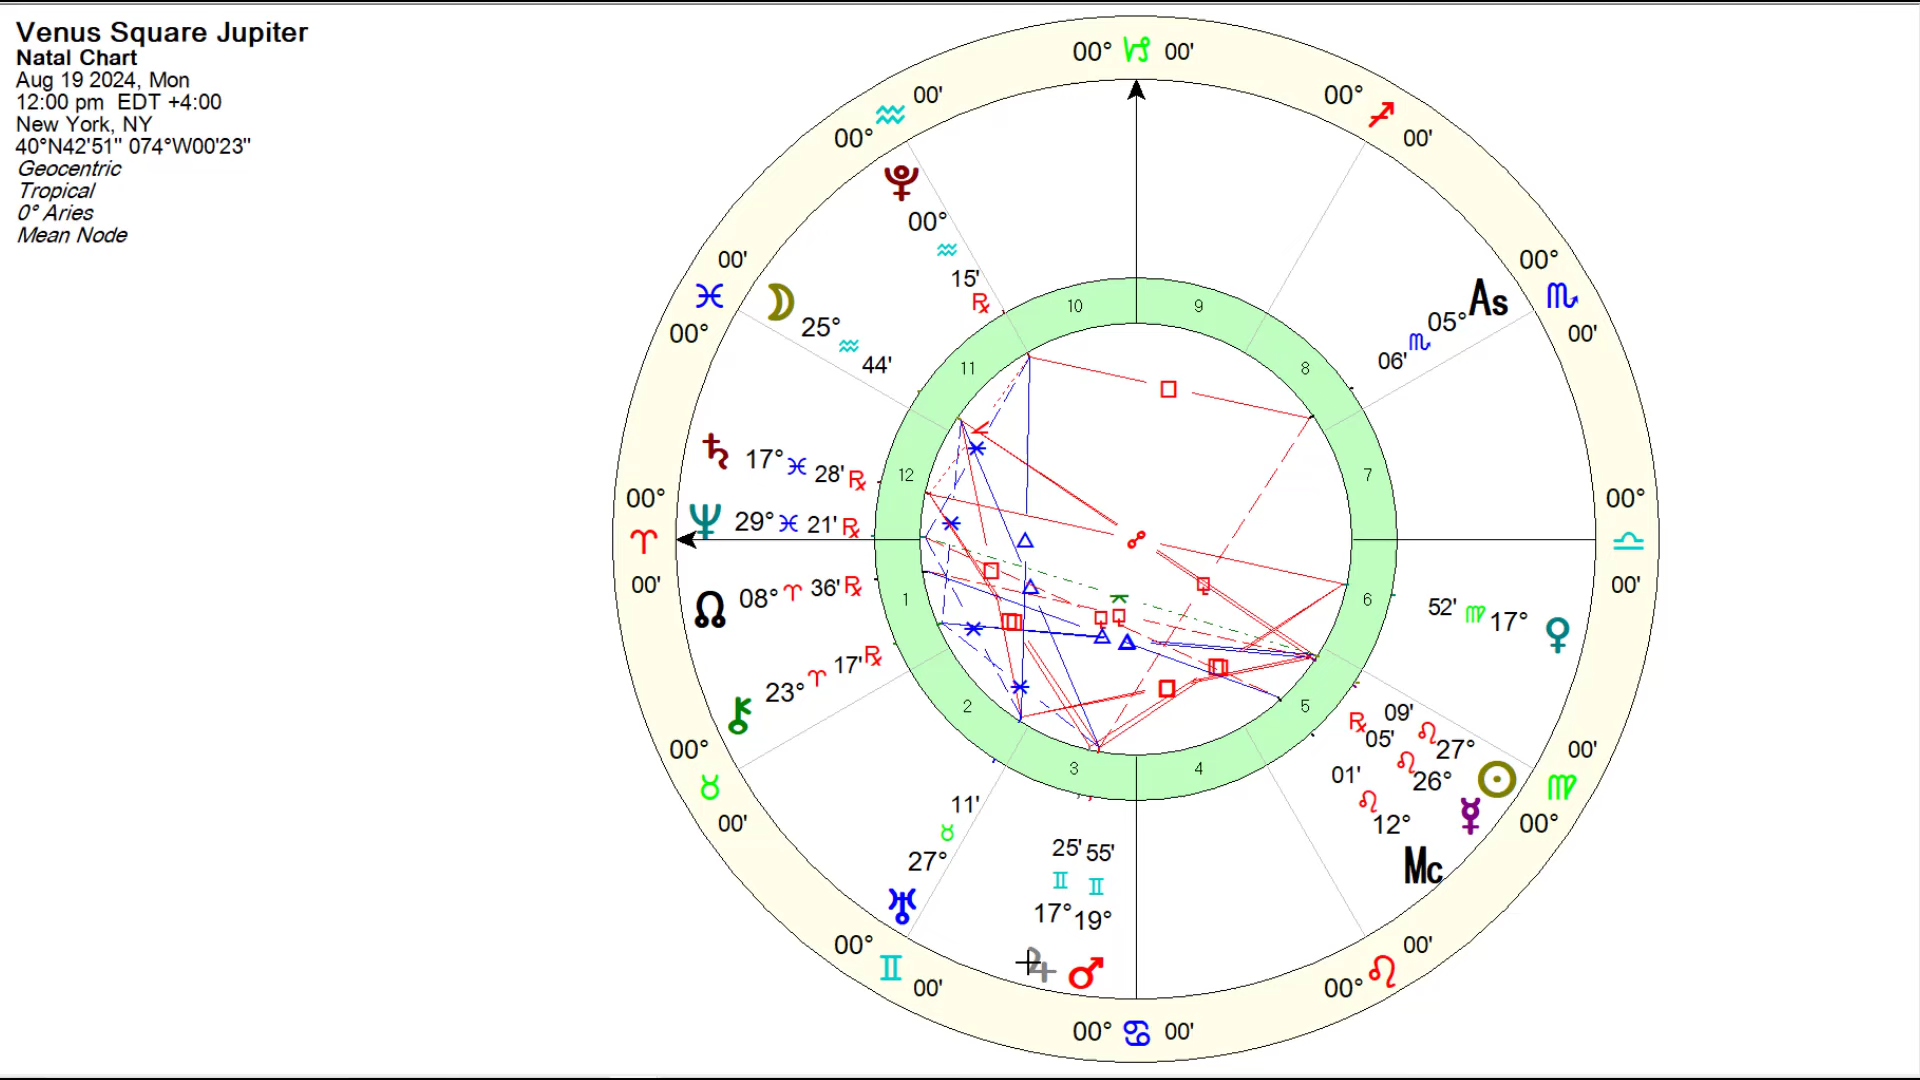 Venus Square Jupiter
Natal Chart
Aug 19 2024, Mon
12:00 pm EDT +4:00
New York, NY
40°N42'51" 074°W00'23"
Geocentric
Tropical
0° Aries
Mean Node
00° ♑ 00'
00° ♐ 00'
00° ♏ 00'
00° ♎ 00'
00° ♍ 00'
00° ♌ 00'
00° ♋ 00'
00° ♊ 00'
00° ♉ 00'
00° ♈ 00'
00° ♓ 00'
00° ♒ 00'
♇ 00° ♒ 15' ℞
☽ 25° ♒ 44'
♄ 17° ♓ 28' ℞
♆ 29° ♓ 21' ℞
☊ 08° ♈ 36' ℞
⚷ 23° ♈ 17' ℞
♅ 27° ♉ 11'
♃ 17° ♊ 25'
♂ 19° ♊ 55'
Mc 12° ♌ 01'
☿ 26° ♌ 05' ℞
☉ 27° ♌ 09'
♀ 17° ♍ 52'
As 05° ♏ 06'
1
2
3
4
5
6
7
8
9
10
11
12